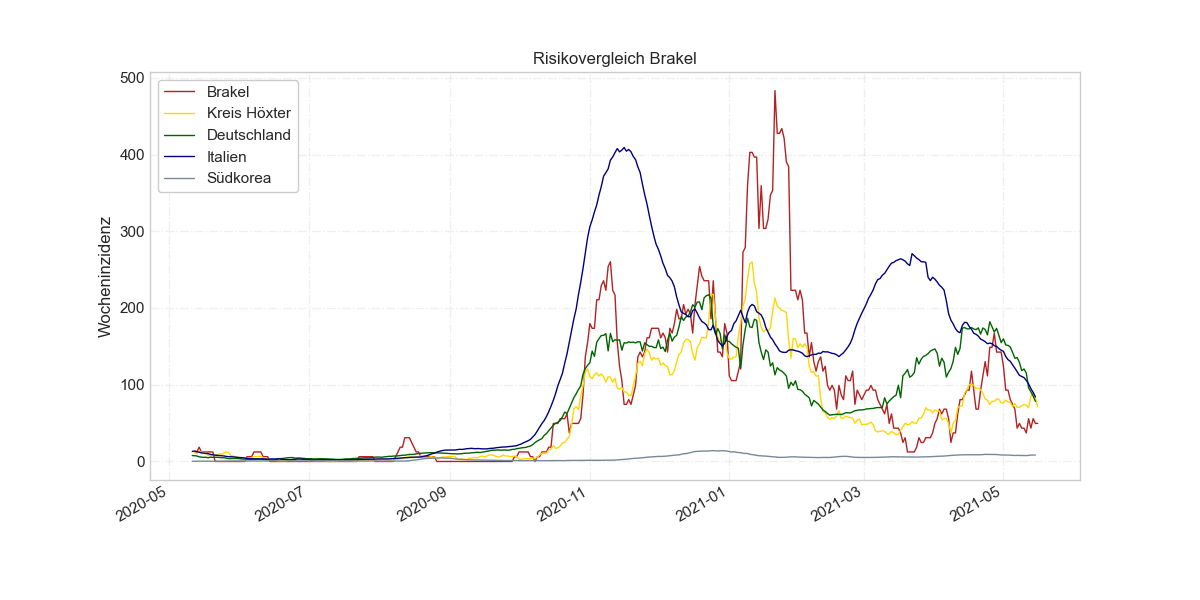 Risikovergleich Brakel
500
400
300
200
100
0
Wocheninzidenz
Brakel
Kreis Höxter
Deutschland
Italien
Südkorea
2020-05
2020-07
2020-09
2020-11
2021-01
2021-03
2021-05